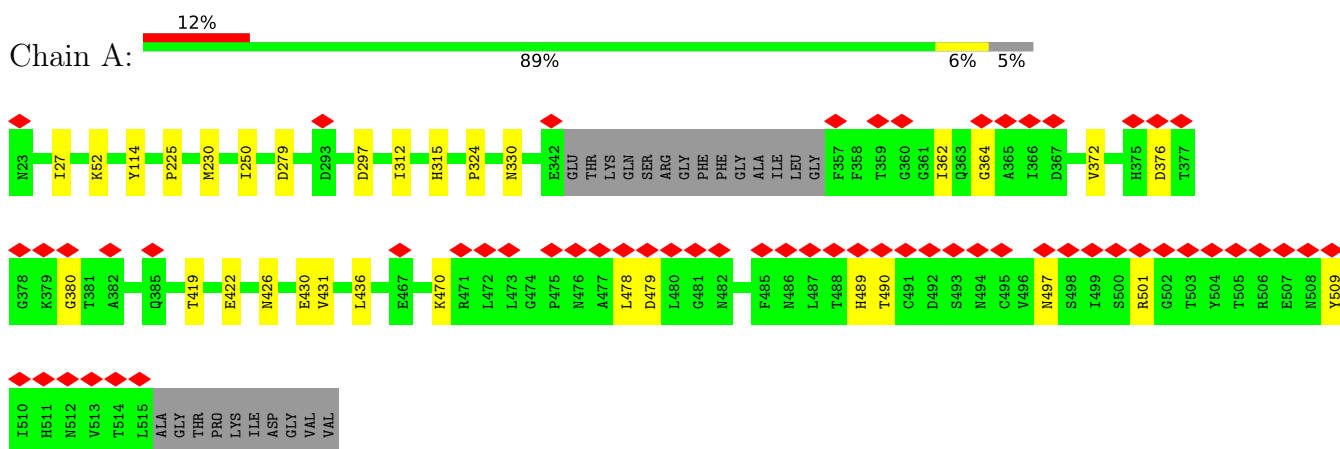 12%
Chain A:
89% 6% 5%
N23 I27 K52 Y114 P225 M230 I250 D279 D293 D297 I312 H315 P324 N330 E342 GLU THR LYS GLN SER ARG GLY PHE PHE GLY ALA ILE LEU GLY F357 F358 T359 G360 G361 I362 Q363 G364 A365 I366 D367 V372 H375 D376 T377
G378 K379 G380 T381 A382 Q385 T419 E422 N426 E430 V431 L436 E467 K470 R471 L472 L473 G474 P475 N476 A477 L478 D479 L480 G481 N482 F485 N486 L487 T488 H489 T490 C491 D492 S493 N494 C495 V496 N497 S498 I499 S500 R501 G502 T503 Y504 T505 R506 E507 N508 Y509
I510 H511 N512 V513 T514 L515 ALA GLY THR PRO LYS ILE ASP GLY VAL VAL